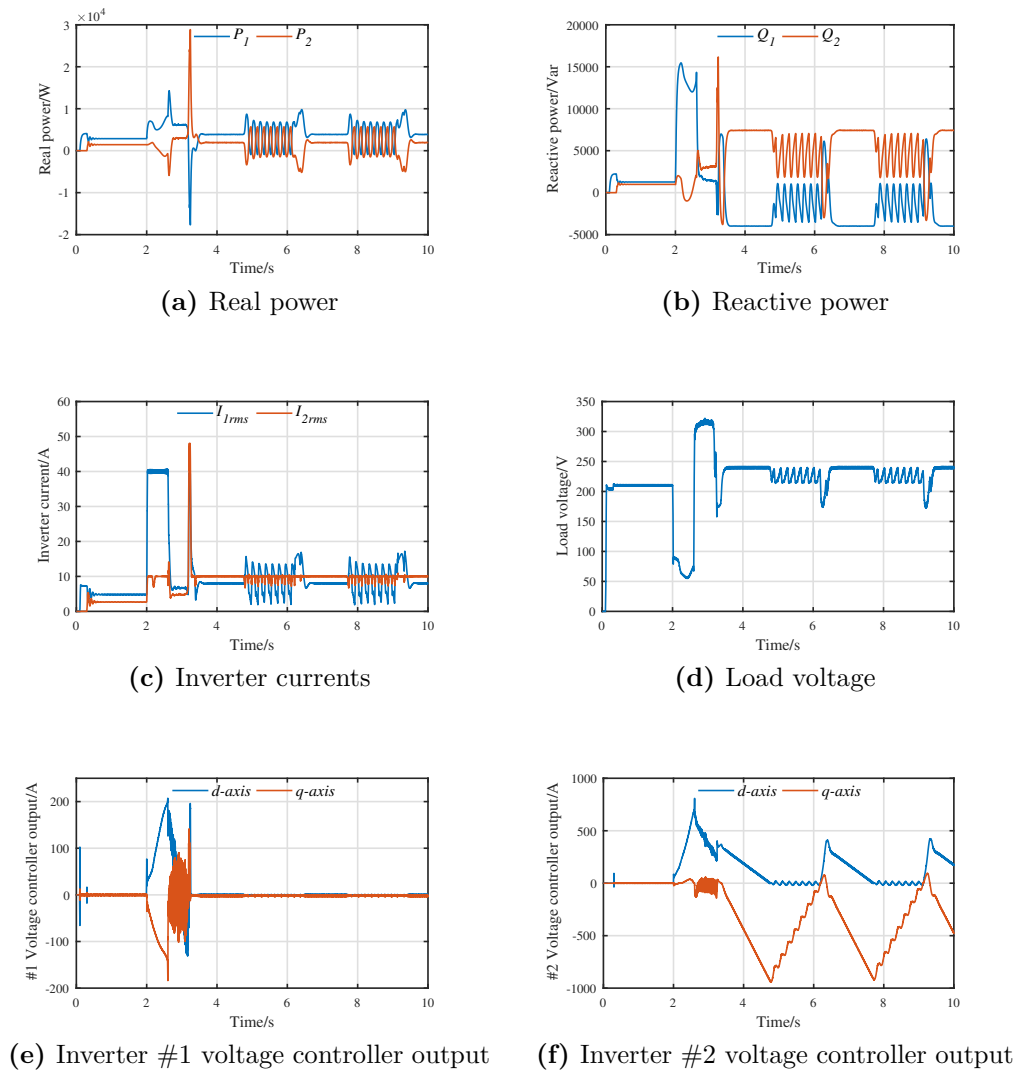 ×10⁴
P1 P2
Real power/W
3
2
1
0
-1
-2
0 2 4 6 8 10
Time/s
(a) Real power
Q1 Q2
Reactive power/Var
15000
10000
5000
0
-5000
0 2 4 6 8 10
Time/s
(b) Reactive power
I1rms I2rms
Inverter current/A
60
50
40
30
20
10
0
0 2 4 6 8 10
Time/s
(c) Inverter currents
Load voltage/V
350
300
250
200
150
100
50
0
0 2 4 6 8 10
Time/s
(d) Load voltage
d-axis q-axis
#1 Voltage controller output/A
200
100
0
-100
-200
0 2 4 6 8 10
Time/s
(e) Inverter #1 voltage controller output
d-axis q-axis
#2 Voltage controller output/A
1000
500
0
-500
-1000
0 2 4 6 8 10
Time/s
(f) Inverter #2 voltage controller output